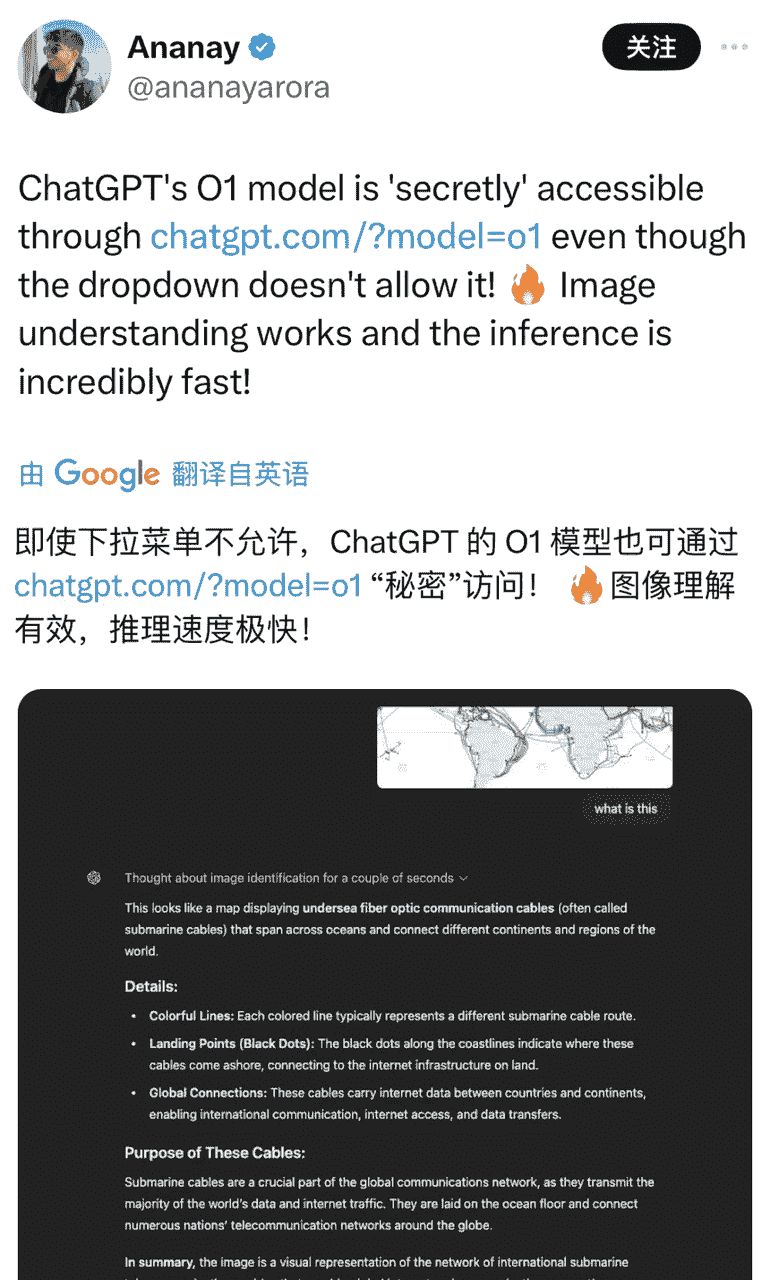 Ananay
关注
@ananayarora
ChatGPT's O1 model is 'secretly' accessible
through chatgpt.com/?model=o1 even though
the dropdown doesn't allow it! 🔥 Image
understanding works and the inference is
incredibly fast!
由 Google 翻译自英语
即使下拉菜单不允许，ChatGPT 的 O1 模型也可通过
chatgpt.com/?model=o1 “秘密”访问！ 🔥图像理解
有效，推理速度极快！
what is this
Thought about image identification for a couple of seconds
This looks like a map displaying undersea fiber optic communication cables (often called
submarine cables) that span across oceans and connect different continents and regions of the
world.
Details:
• Colorful Lines: Each colored line typically represents a different submarine cable route.
• Landing Points (Black Dots): The black dots along the coastlines indicate where these
cables come ashore, connecting to the internet infrastructure on land.
• Global Connections: These cables carry internet data between countries and continents,
enabling international communication, internet access, and data transfers.
Purpose of These Cables:
Submarine cables are a crucial part of the global communications network, as they transmit the
majority of the world's data and internet traffic. They are laid on the ocean floor and connect
numerous nations' telecommunication networks around the globe.
In summary, the image is a visual representation of the network of international submarine